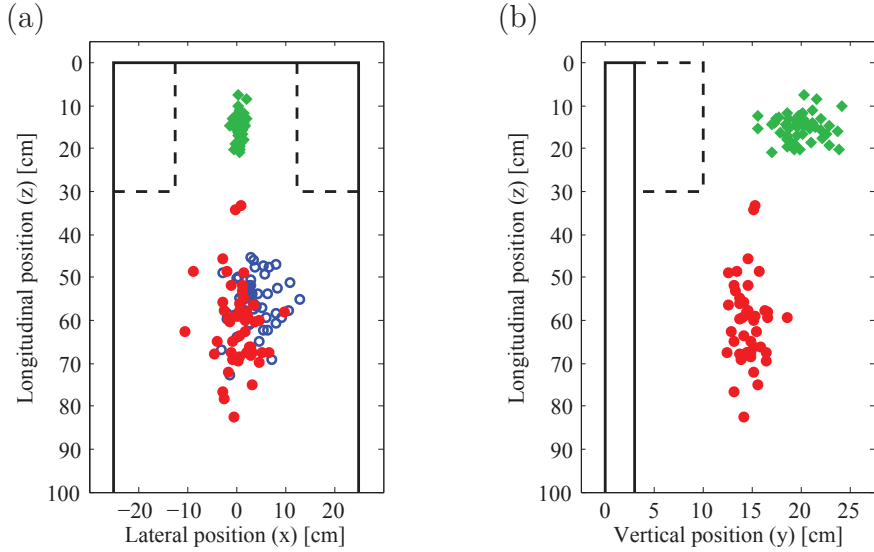 (a)
Longitudinal position (z) [cm]
0
10
20
30
40
50
60
70
80
90
100
−20 −10 0 10 20
Lateral position (x) [cm]
(b)
Longitudinal position (z) [cm]
0
10
20
30
40
50
60
70
80
90
100
0 5 10 15 20 25
Vertical position (y) [cm]